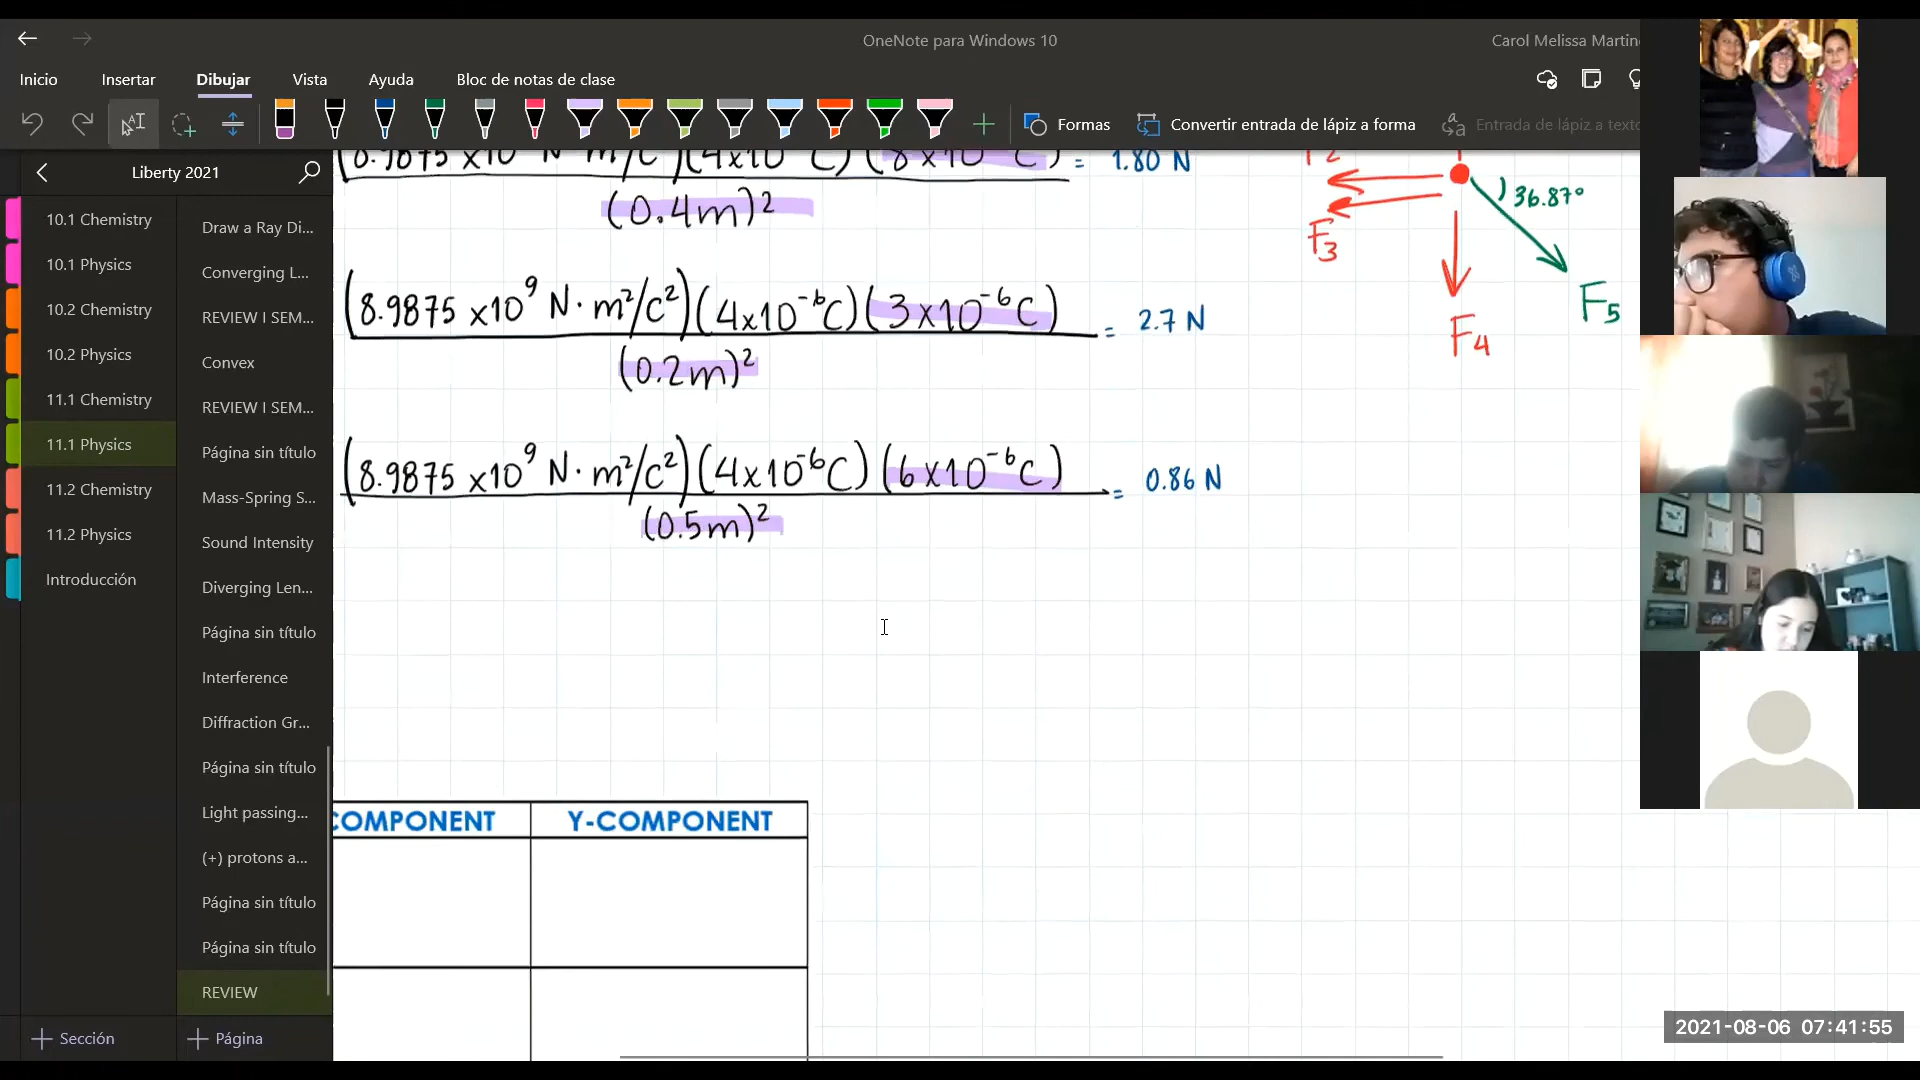 OneNote para Windows 10
Carol Melissa Martin
Inicio
Insertar
Dibujar
Vista
Ayuda
Bloc de notas de clase
Formas
Convertir entrada de lápiz a forma
Entrada de lápiz a texto
Liberty 2021
10.1 Chemistry
10.1 Physics
10.2 Chemistry
10.2 Physics
11.1 Chemistry
11.1 Physics
11.2 Chemistry
11.2 Physics
Introducción
Sección
Draw a Ray Di...
Converging L...
REVIEW I SEM...
Convex
REVIEW I SEM...
Página sin título
Mass-Spring S...
Sound Intensity
Diverging Len...
Página sin título
Interference
Diffraction Gr...
Página sin título
Light passing...
(+) protons a...
Página sin título
Página sin título
REVIEW
Página
(8.9875 x10 N·m/C)(4x10 C)(8x10 C) = 1.80 N
(0.4m)²
(8.9875 x10⁹ N·m²/C²)(4x10⁻⁶C)(3x10⁻⁶C) = 2.7 N
(0.2m)²
(8.9875 x10⁹ N·m²/C²)(4x10⁻⁶C)(6x10⁻⁶C) = 0.86 N
(0.5m)²
36.87°
F₃
F₅
F₄
COMPONENT
Y-COMPONENT
2021-08-06 07:41:55